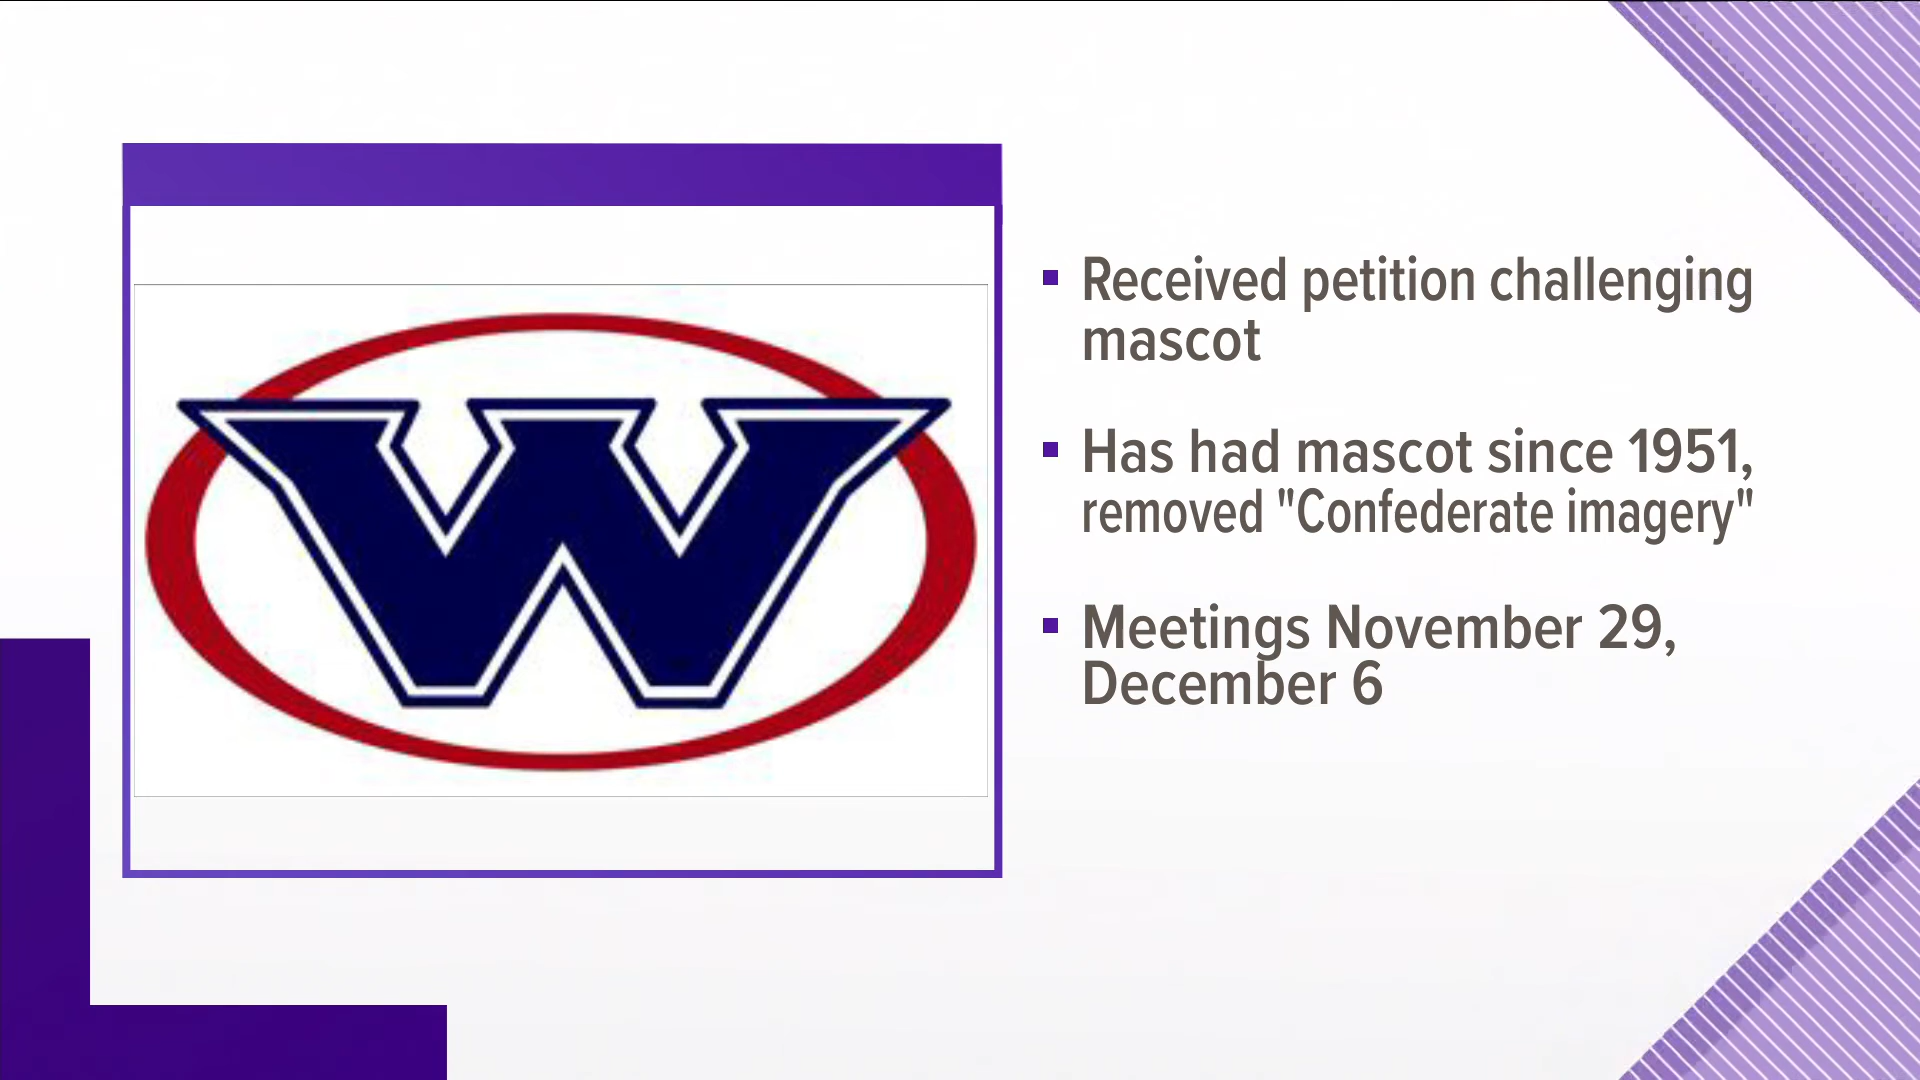 W
Received petition challenging
mascot
Has had mascot since 1951,
removed "Confederate imagery"
Meetings November 29,
December 6